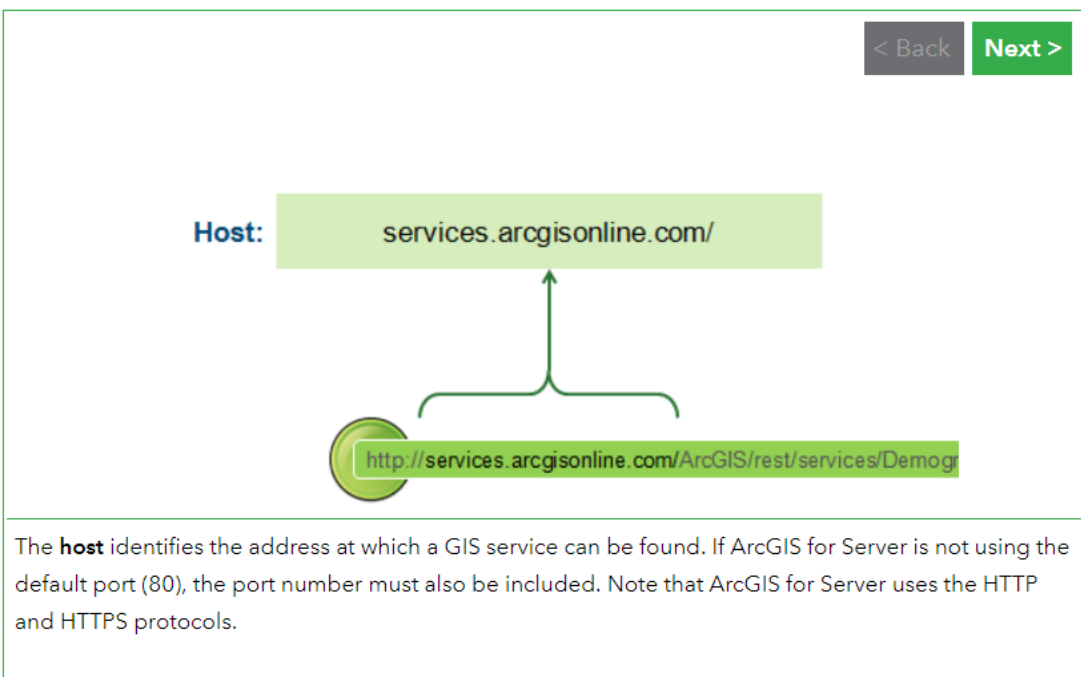 < Back Next >
Host: services.arcgisonline.com/
http://services.arcgisonline.com/ArcGIS/rest/services/Demogr
The host identifies the address at which a GIS service can be found. If ArcGIS for Server is not using the
default port (80), the port number must also be included. Note that ArcGIS for Server uses the HTTP
and HTTPS protocols.